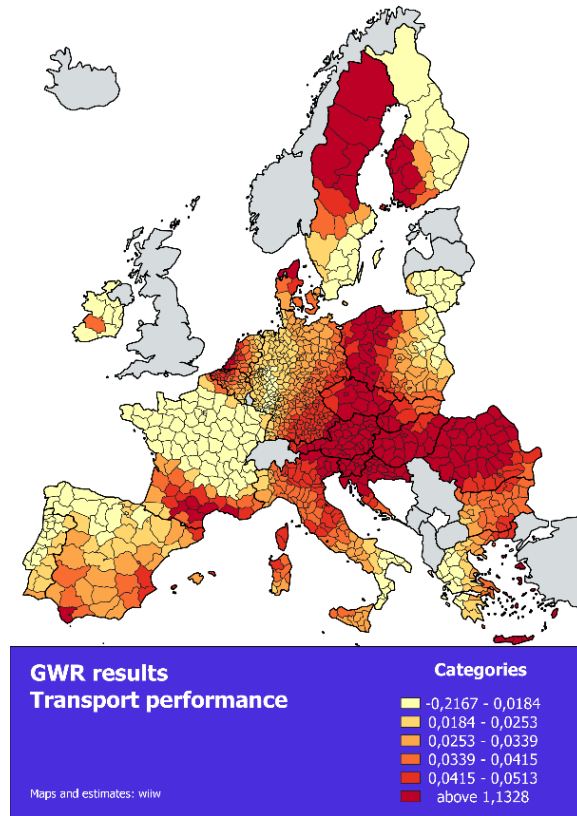 GWR results
Transport performance
Categories
-0,2167 - 0,0184
0,0184 - 0,0253
0,0253 - 0,0339
0,0339 - 0,0415
0,0415 - 0,0513
above 1,1328
Maps and estimates: wiiw